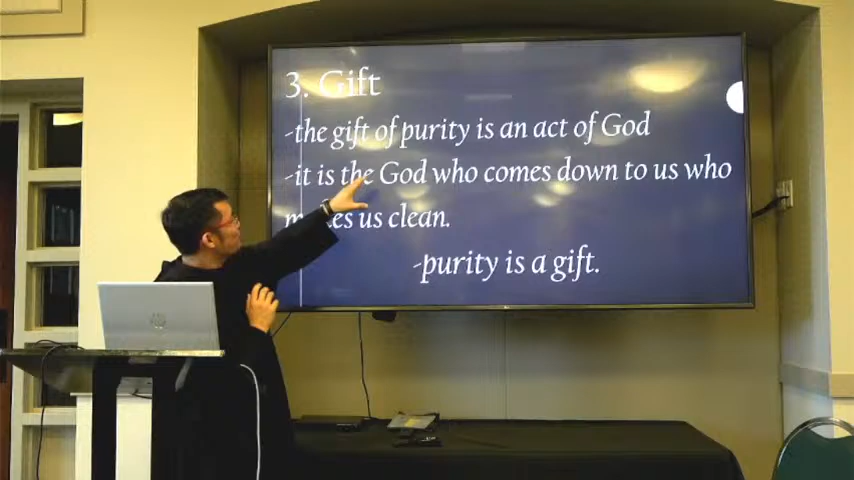 3. Gift
-the gift of purity is an act of God
-it is the God who comes down to us who
makes us clean.
-purity is a gift.